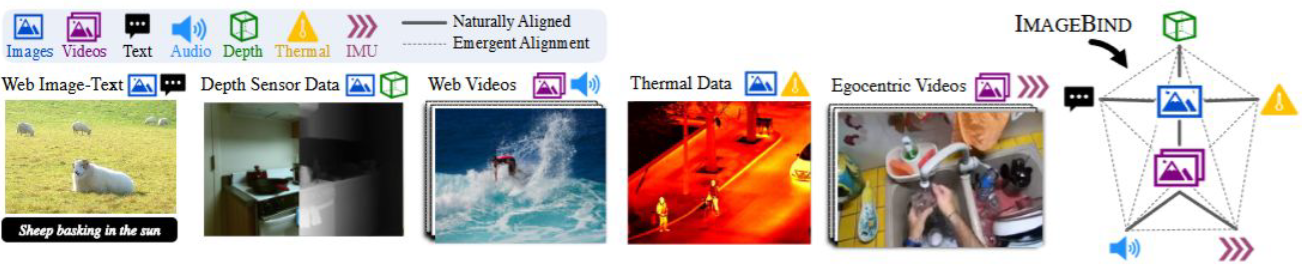 Images Videos Text Audio Depth Thermal IMU
Naturally Aligned
Emergent Alignment
IMAGEBIND
Web Image-Text
Depth Sensor Data
Web Videos
Thermal Data
Egocentric Videos
Sheep basking in the sun